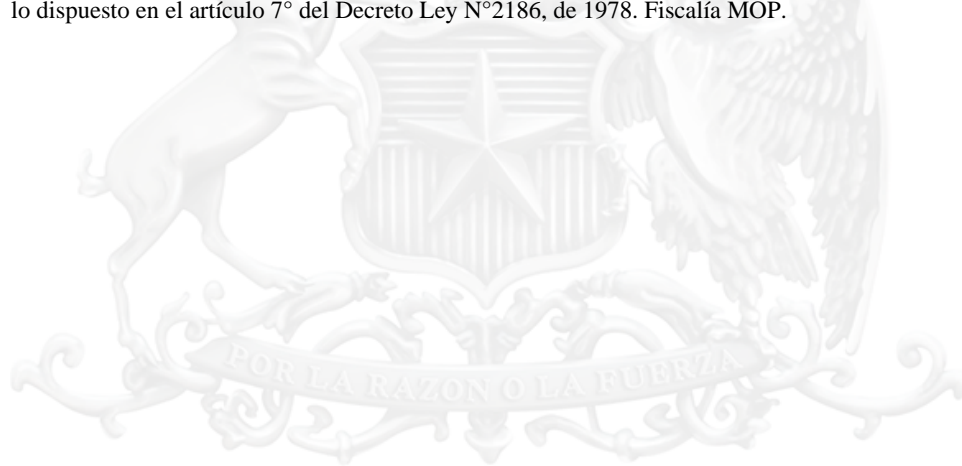 lo dispuesto en el artículo 7° del Decreto Ley N°2186, de 1978. Fiscalía MOP.
POR LA RAZON O LA FUERZA